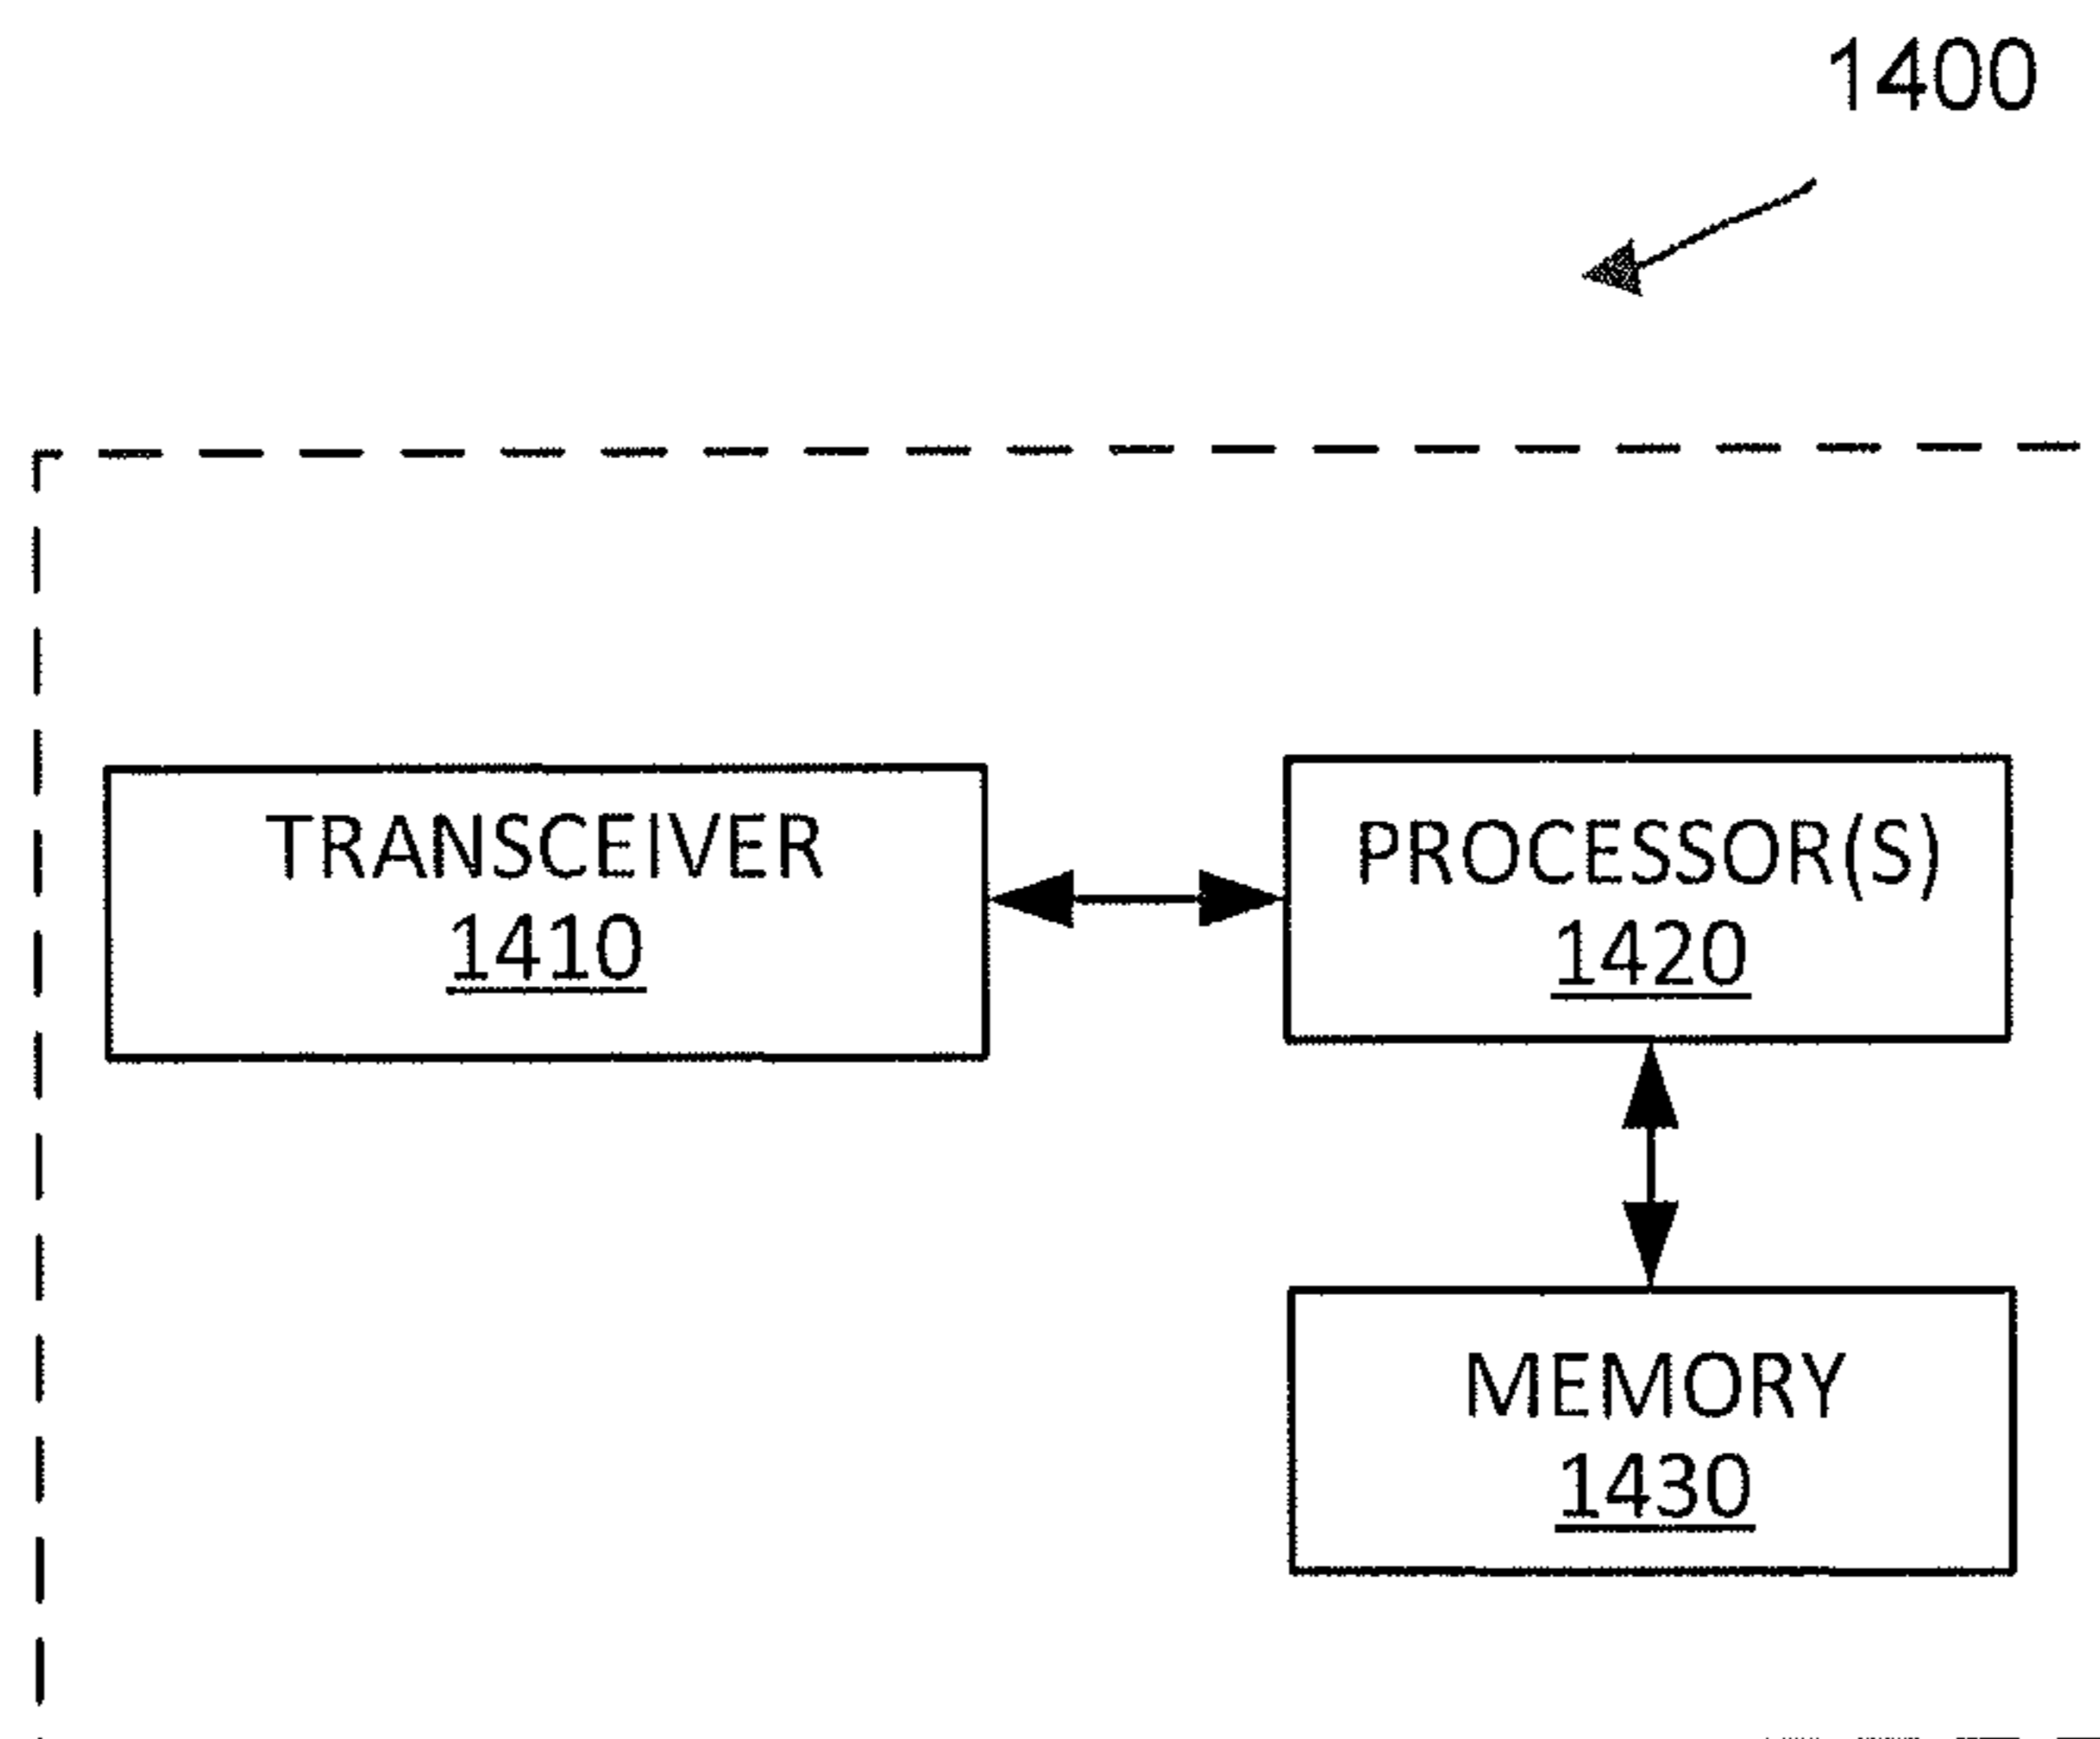 1400
TRANSCEIVER
1410
PROCESSOR(S)
1420
MEMORY
1430